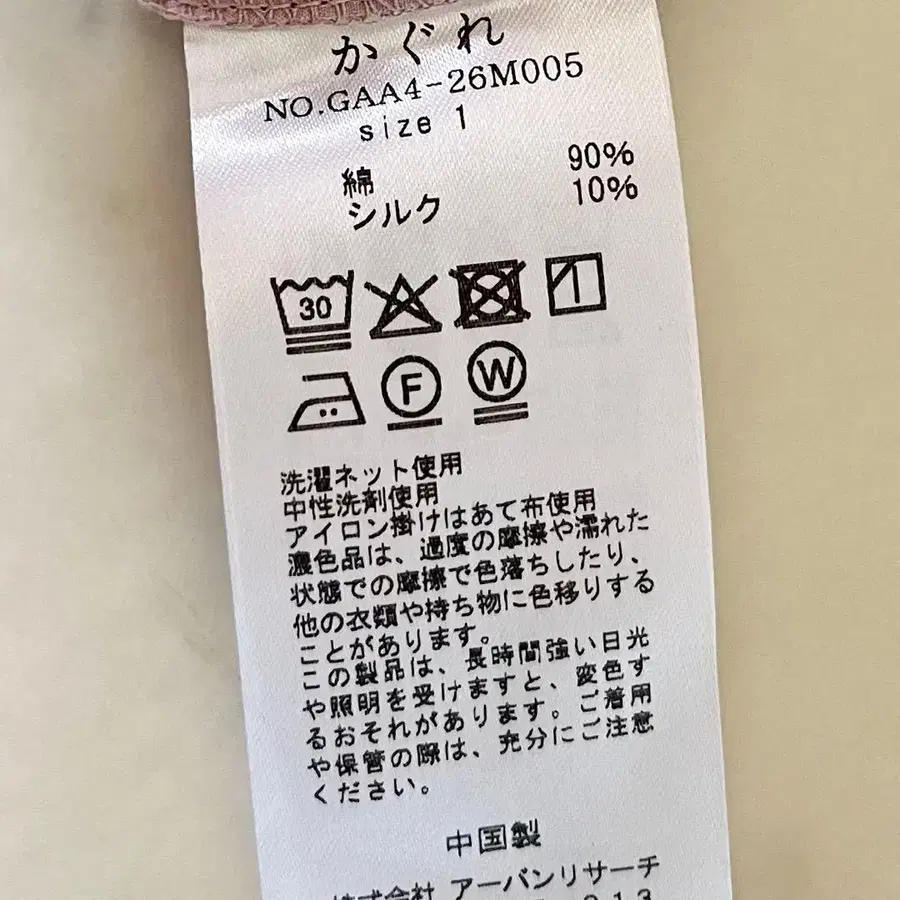 かぐれ
NO.GAA4-26M005
size 1
綿 90%
シルク 10%
30
F W
洗濯ネット使用
中性洗剤使用
アイロン掛けはあて布使用
濃色品は、過度の摩擦や濡れた
状態での摩擦で色落ちしたり、
他の衣類や持ち物に色移りする
ことがあります。
この製品は、長時間強い日光
や照明を受けますと、変色す
るおそれがあります。ご着用
や保管の際は、充分にご注意
ください。
中国製
株式会社 アーバンリサーチ